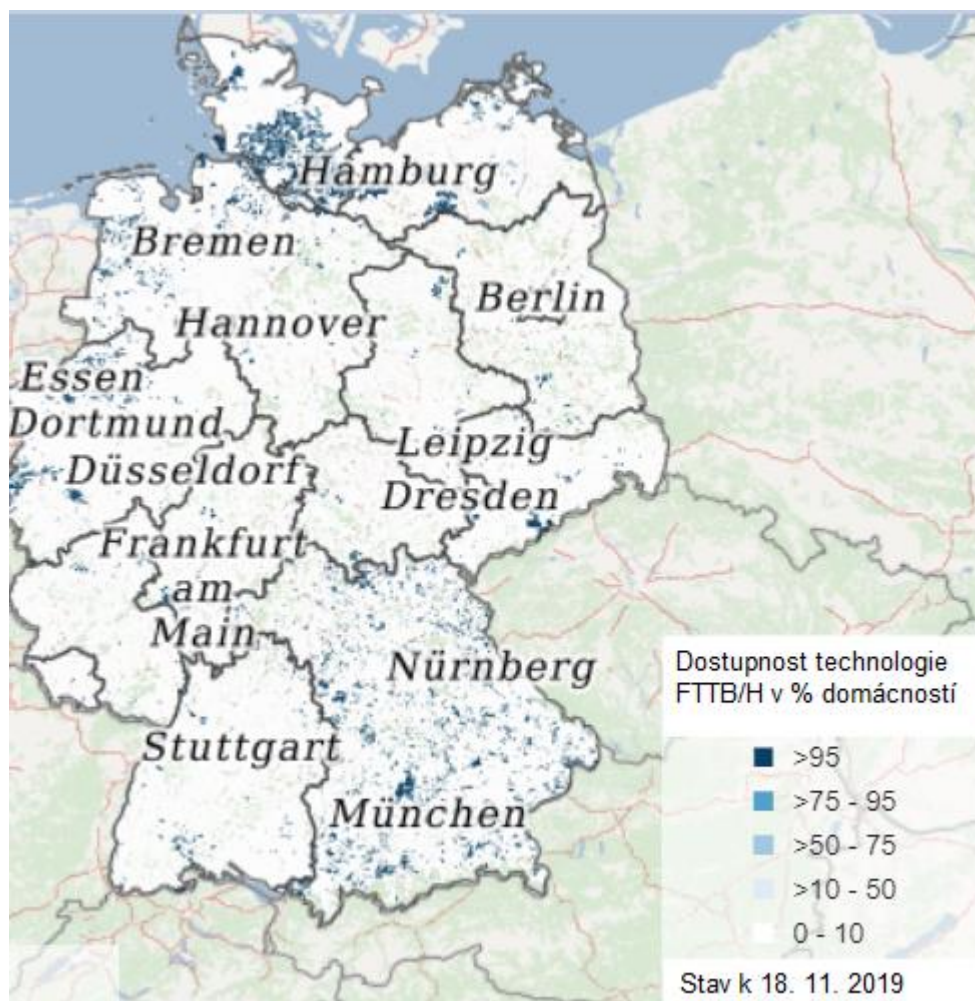 Hamburg
Bremen
Berlin
Hannover
Essen
Dortmund
Leipzig
Düsseldorf
Dresden
Frankfurt
am
Main
Nürnberg
Stuttgart
München
Dostupnost technologie
FTTB/H v % domácností
>95
>75 - 95
>50 - 75
>10 - 50
0 - 10
Stav k 18. 11. 2019